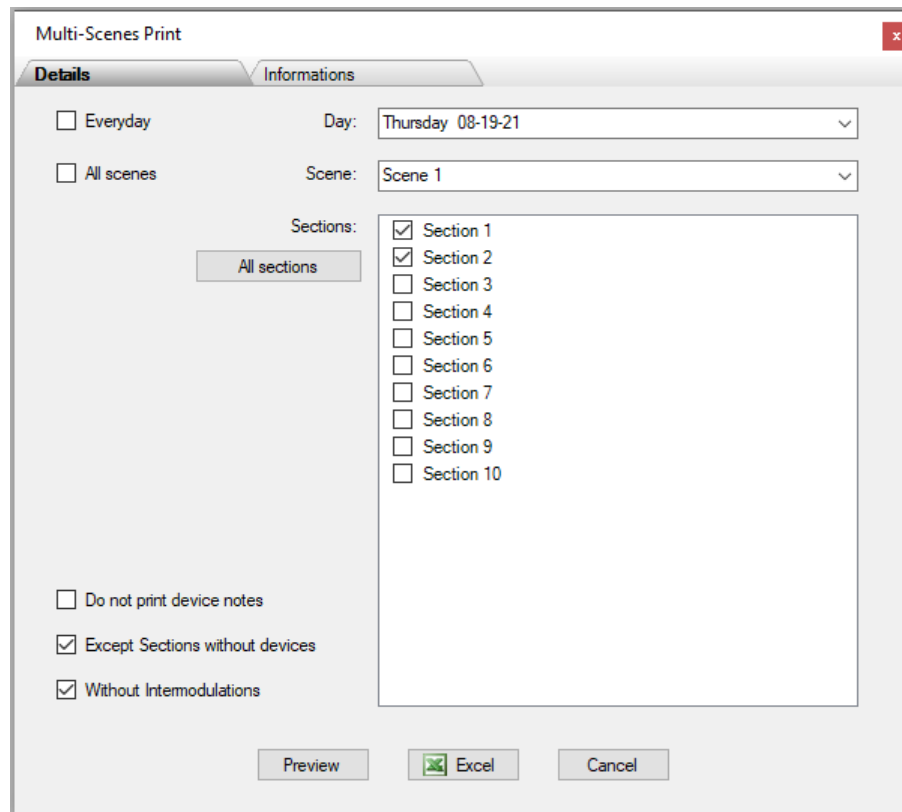 Multi-Scenes Print
x
Details Informations
Everyday Day: Thursday 08-19-21
All scenes Scene: Scene 1
Sections: Section 1
All sections Section 2
Section 3
Section 4
Section 5
Section 6
Section 7
Section 8
Section 9
Section 10
Do not print device notes
Except Sections without devices
Without Intermodulations
Preview Excel Cancel